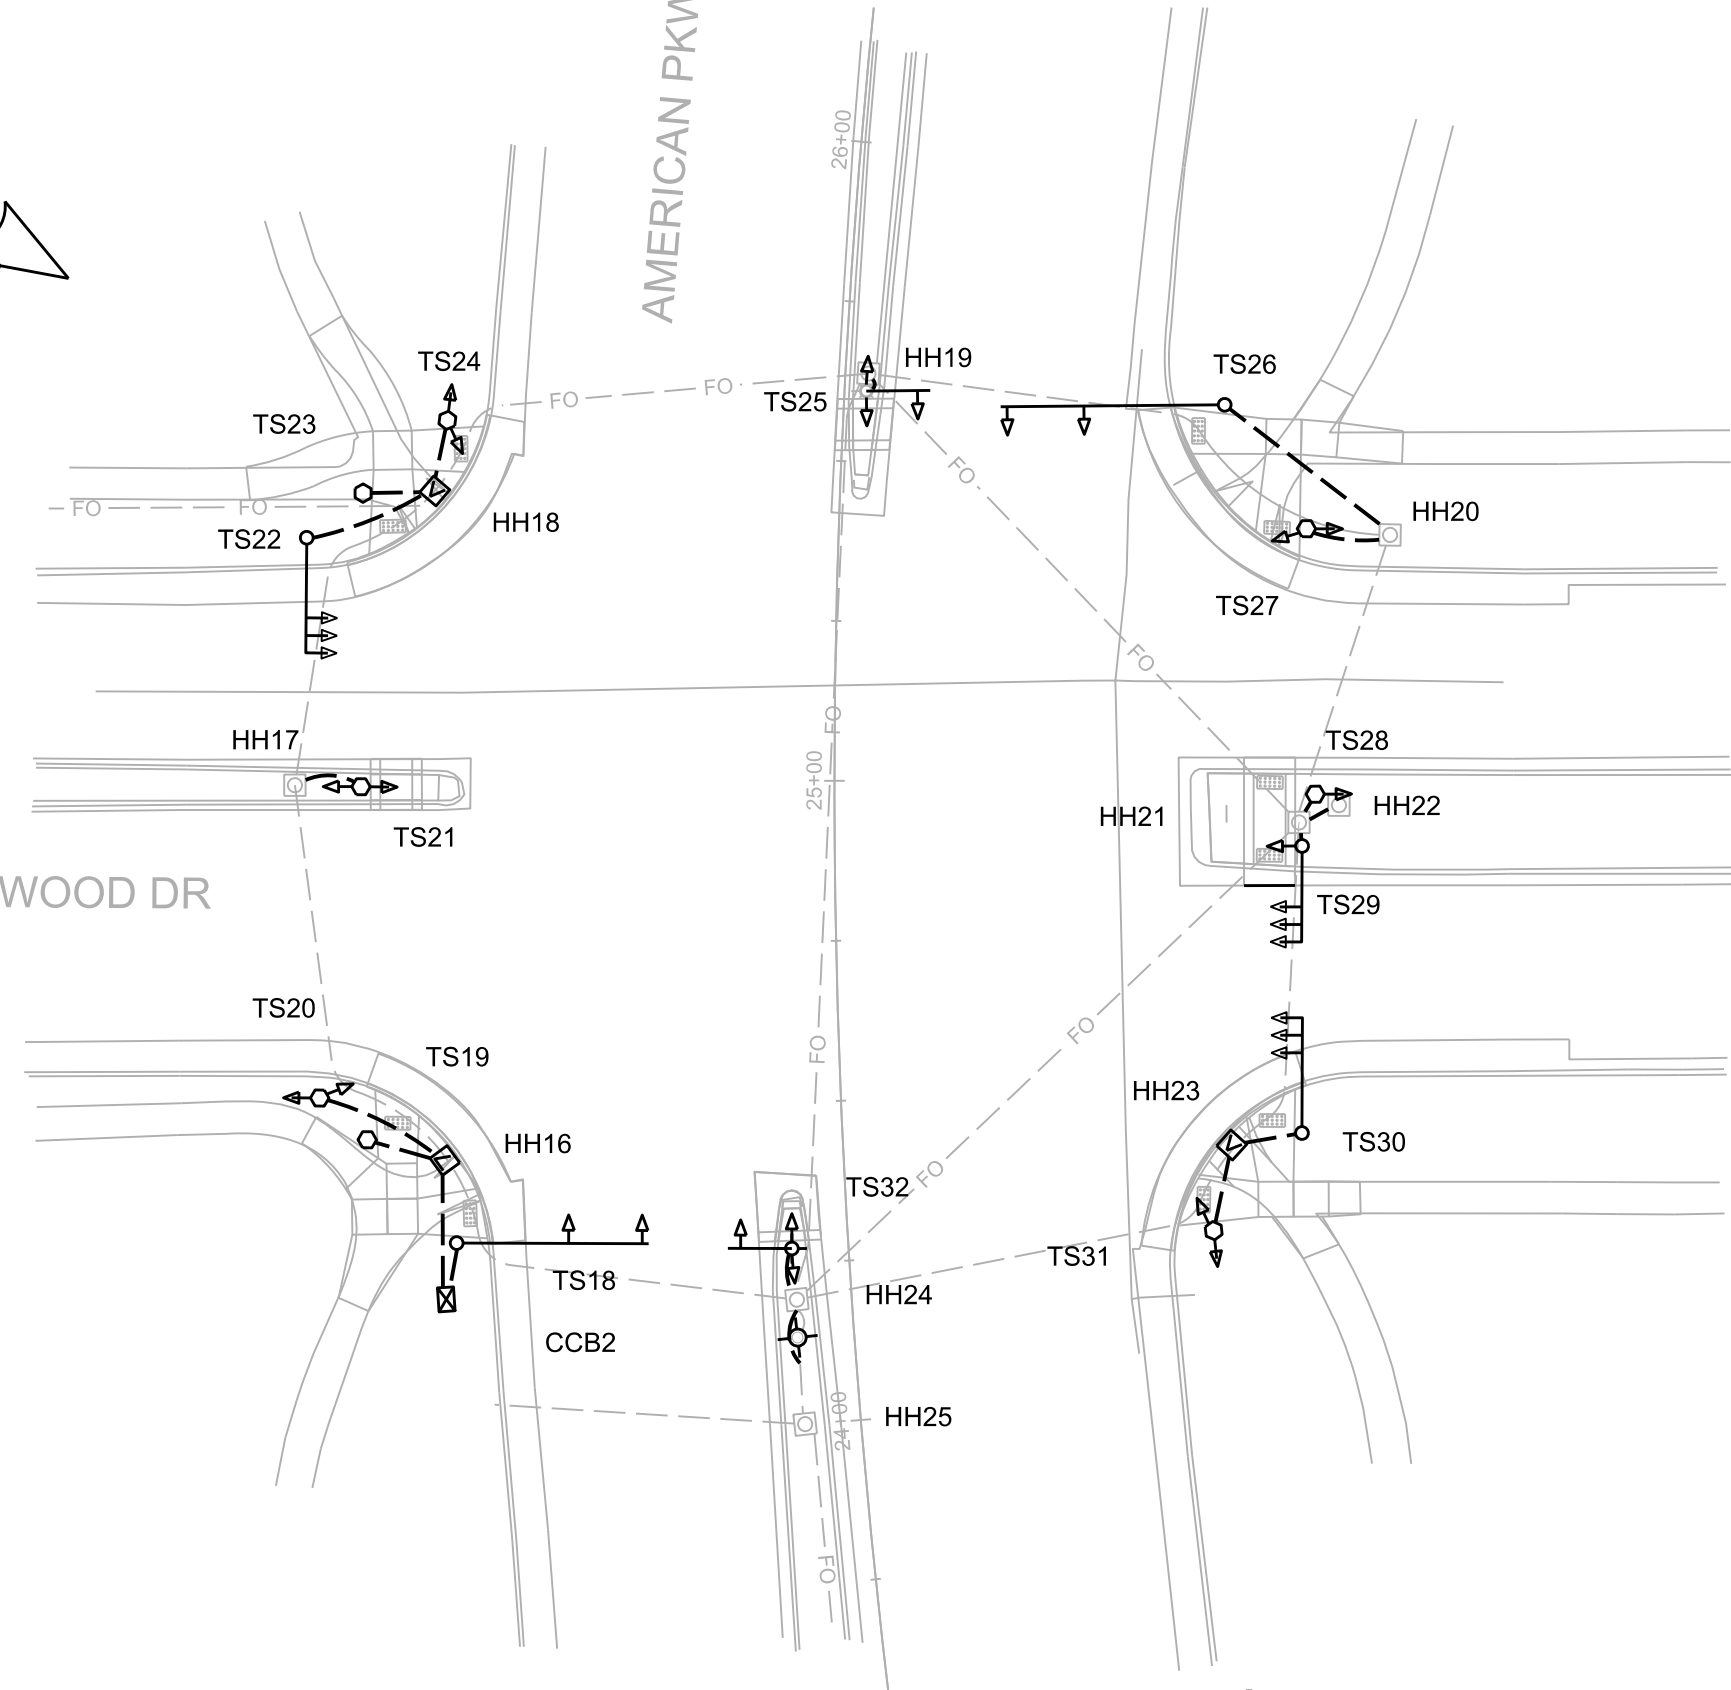 AMERICAN PKW
26+00
TS24
HH19
TS26
FO
FO
TS25
TS23
FO
HH20
FO
FO
HH18
TS22
TS27
FO
FO
HH17
TS28
25+00
HH21
HH22
TS21
WOOD DR
TS29
TS20
FO
FO
TS19
HH23
HH16
TS30
FO
TS32
TS31
TS18
HH24
CCB2
24+00
HH25
FO